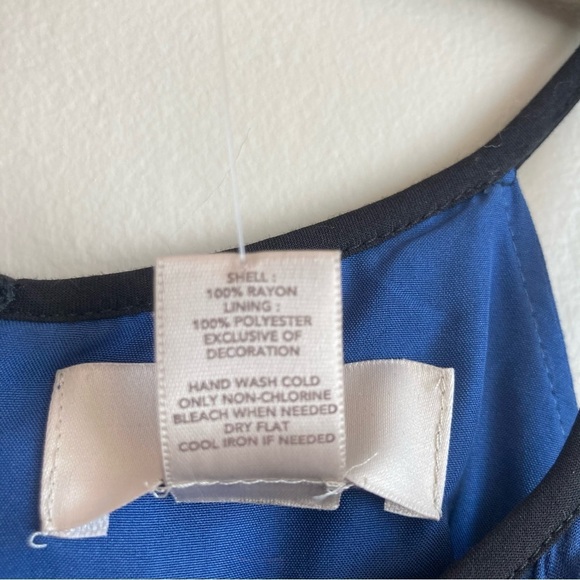 SHELL :
100% RAYON
LINING :
100% POLYESTER
EXCLUSIVE OF
DECORATION
HAND WASH COLD
ONLY NON-CHLORINE
BLEACH WHEN NEEDED
DRY FLAT
COOL IRON IF NEEDED